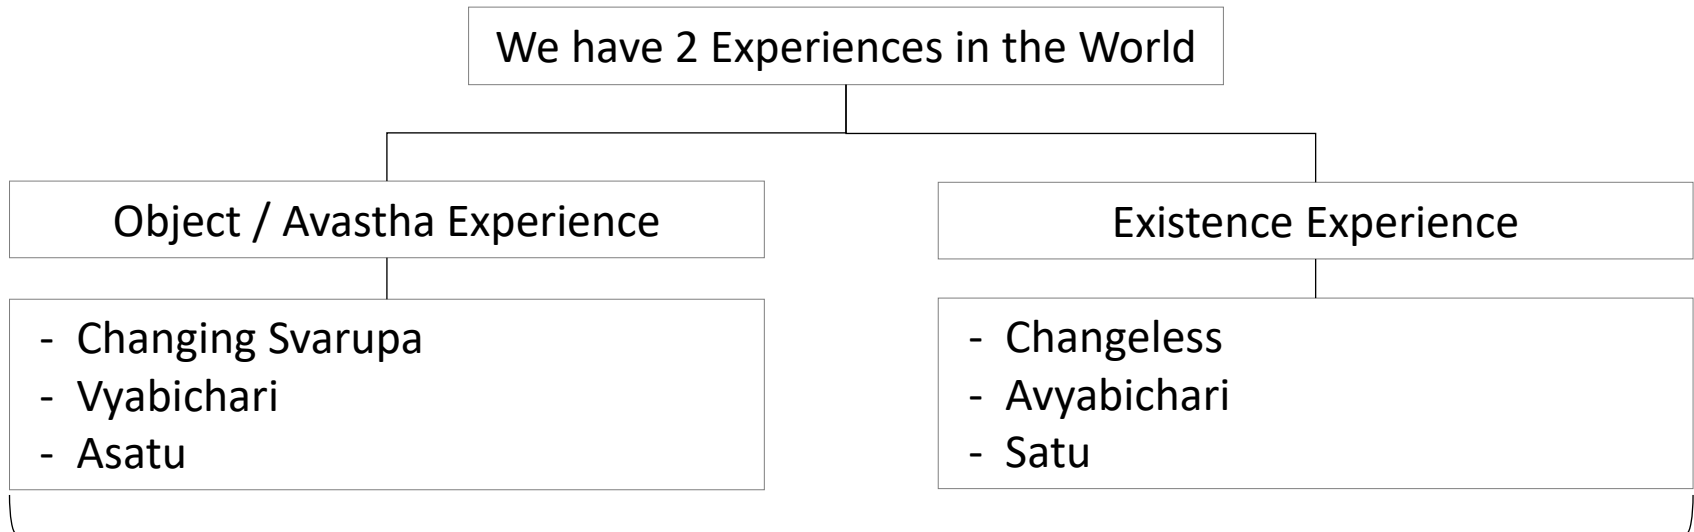 We have 2 Experiences in the World
Object / Avastha Experience
Existence Experience
- Changing Svarupa
- Vyabichari
- Asatu
- Changeless
- Avyabichari
- Satu